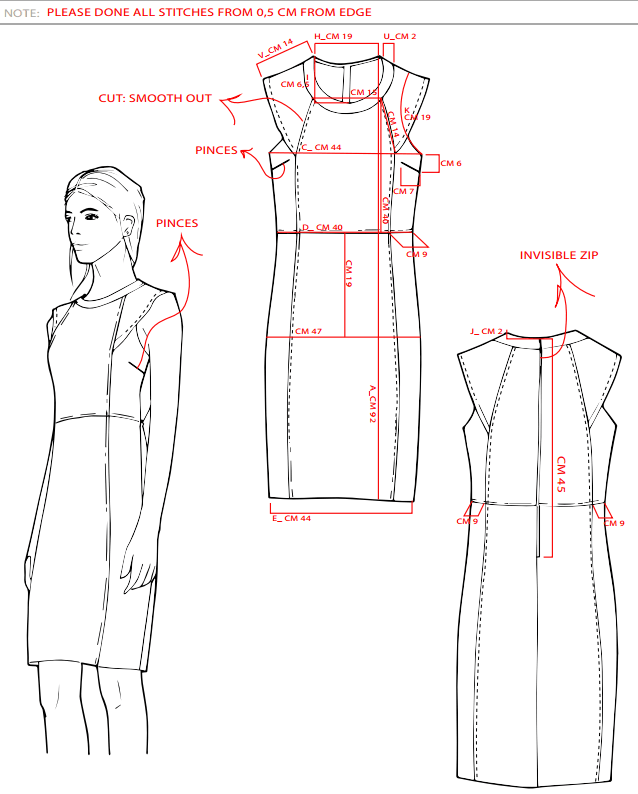 NOTE: PLEASE DONE ALL STITCHES FROM 0,5 CM FROM EDGE
V_CM 14
H_CM 19
U_CM 2
CM 6,5
CM 15
CUT: SMOOTH OUT
K
CM 19
CM 14
PINCES
C_ CM 44
CM 6
CM 7
PINCES
D_ CM 40
CM 9
INVISIBLE ZIP
CM 19
CM 47
J_ CM 2
A_CM 92
CM 45
CM 9
CM 9
E_ CM 44